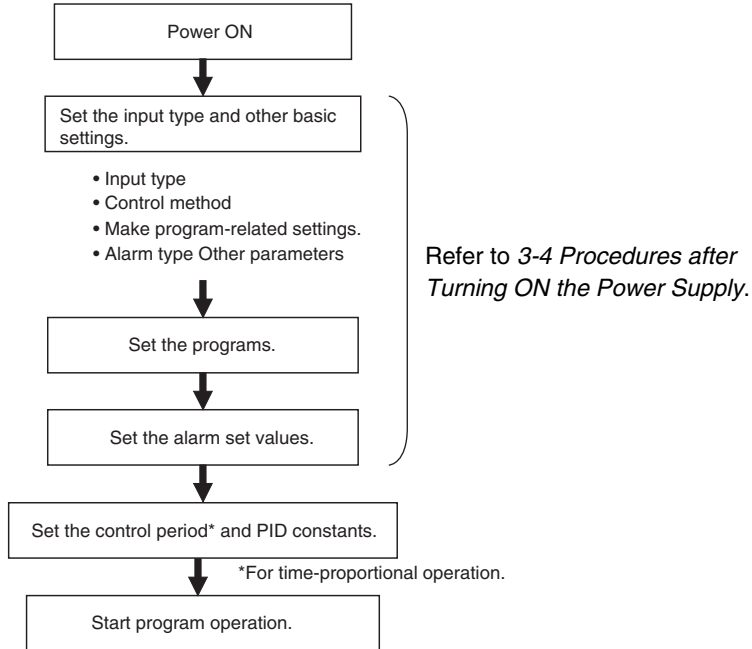 Power ON
Set the input type and other basic
settings.
• Input type
• Control method
• Make program-related settings.
• Alarm type Other parameters
Refer to 3-4 Procedures after
Turning ON the Power Supply.
Set the programs.
Set the alarm set values.
Set the control period* and PID constants.
*For time-proportional operation.
Start program operation.